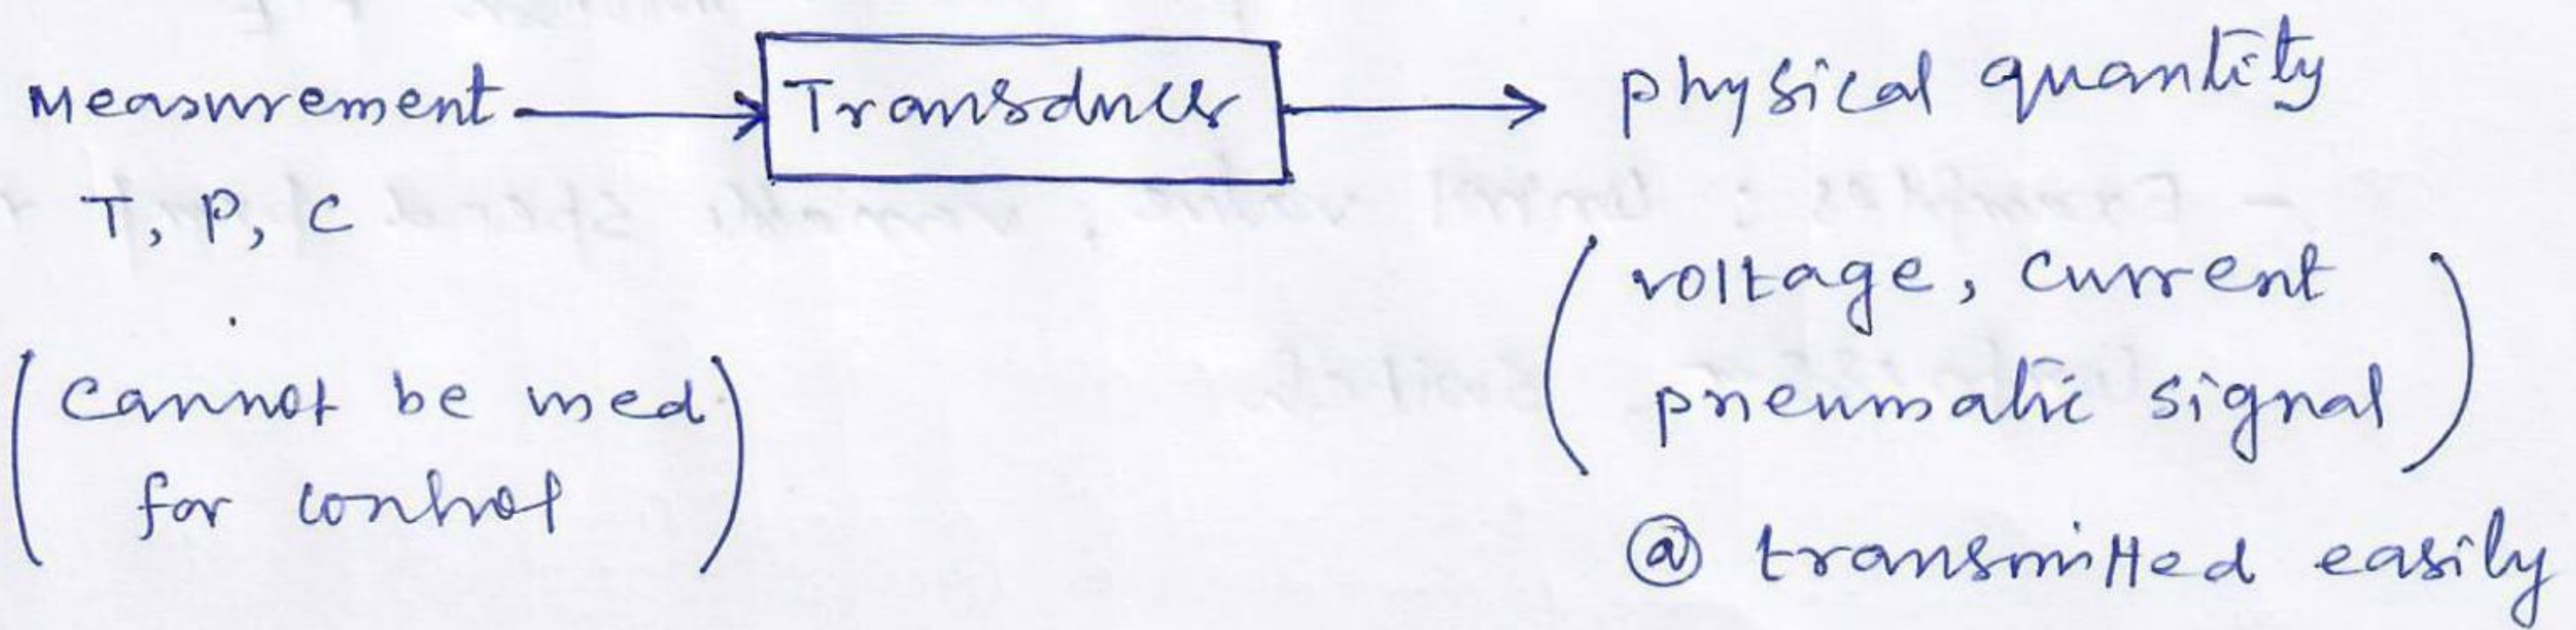 Measurement → Transducer → physical quantity
T, P, C
(cannot be used
for control)
(voltage, current
pneumatic signal)
@ transmitted easily